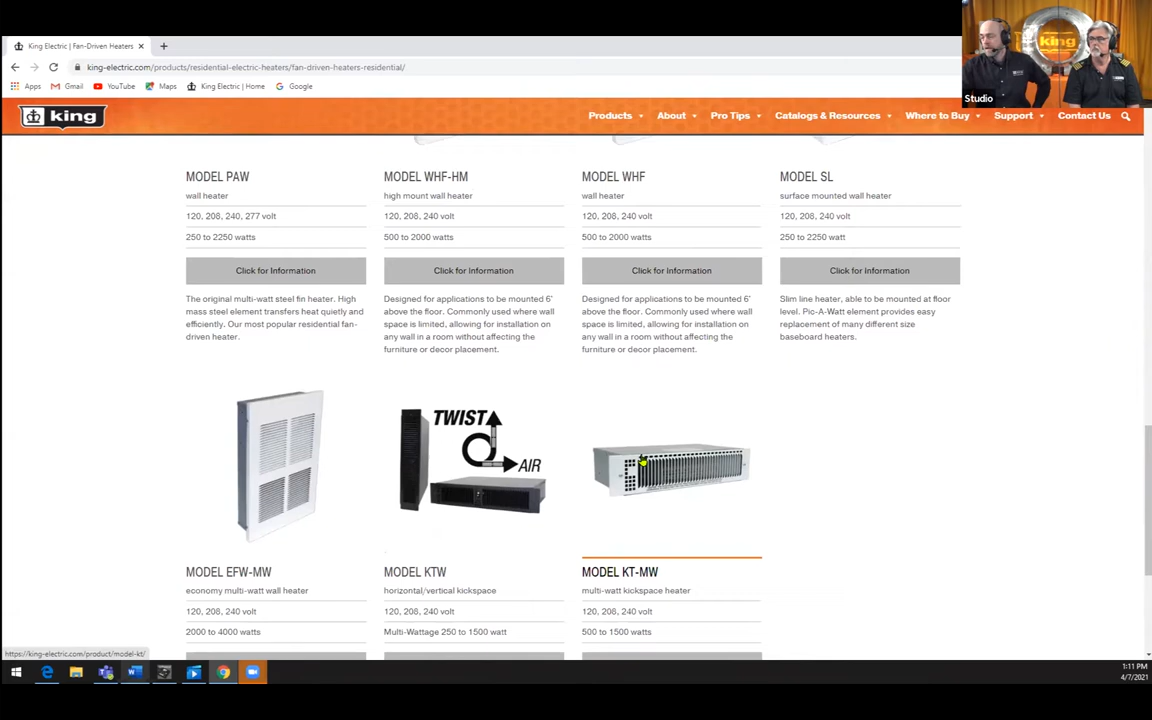 King Electric | Fan-Driven Heaters
king-electric.com/products/residential-electric-heaters/fan-driven-heaters-residential/
Apps Gmail YouTube Maps King Electric | Home Google
king
Studio
king
Products About Pro Tips Catalogs & Resources Where to Buy Support Contact Us
MODEL PAW
wall heater
120, 208, 240, 277 volt
250 to 2250 watts
Click for Information
The original multi-watt steel fin heater. High
mass steel element transfers heat quietly and
efficiently. Our most popular residential fan-
driven heater.
MODEL WHF-HM
high mount wall heater
120, 208, 240 volt
500 to 2000 watts
Click for Information
Designed for applications to be mounted 6"
above the floor. Commonly used where wall
space is limited, allowing for installation on
any wall in a room without affecting the
furniture or decor placement.
MODEL WHF
wall heater
120, 208, 240 volt
500 to 2000 watts
Click for Information
Designed for applications to be mounted 6"
above the floor. Commonly used where wall
space is limited, allowing for installation on
any wall in a room without affecting the
furniture or decor placement.
MODEL SL
surface mounted wall heater
120, 208, 240 volt
250 to 2250 watt
Click for Information
Slim line heater, able to be mounted at floor
level. Pic-A-Watt element provides easy
replacement of many different size
baseboard heaters.
TWIST
AIR
MODEL EFW-MW
economy multi-watt wall heater
120, 208, 240 volt
2000 to 4000 watts
MODEL KTW
horizontal/vertical kickspace
120, 208, 240 volt
Multi-Wattage 250 to 1500 watt
MODEL KT-MW
multi-watt kickspace heater
120, 208, 240 volt
500 to 1500 watts
https://king-electric.com/product/model-kt/
1:11 PM
4/7/2021